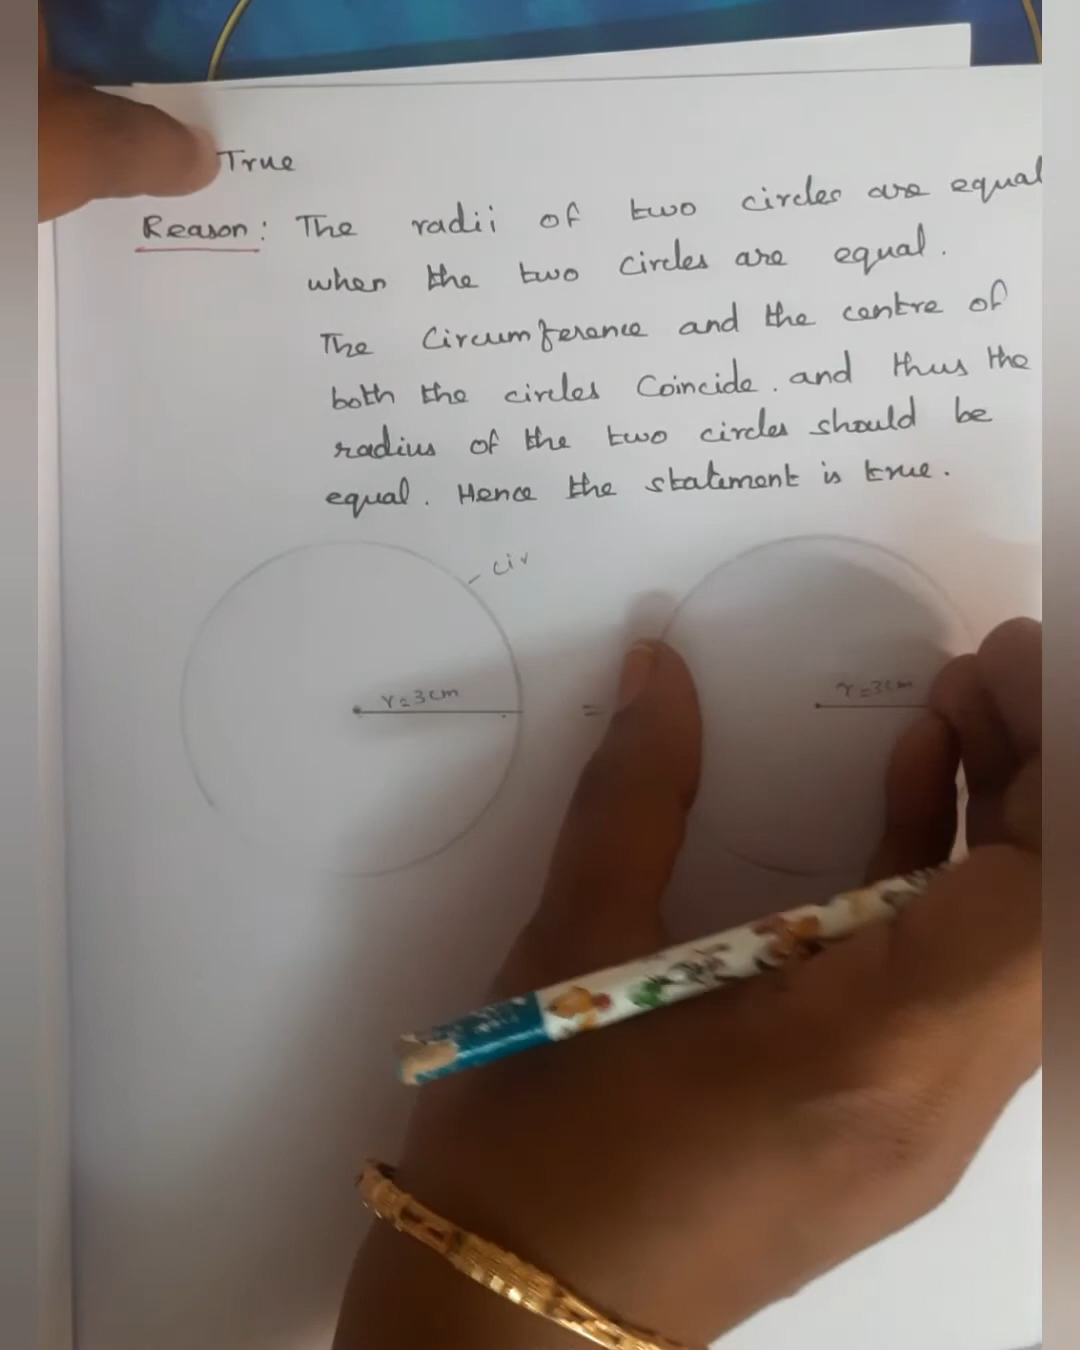 True
Reason: The radii of two circles are equal
when the two circles are equal.
The Circumference and the centre of
both the circles Coincide. and thus the
radius of the two circles should be
equal. Hence the statement is true.
- Cir
r=3cm
=
r=3cm